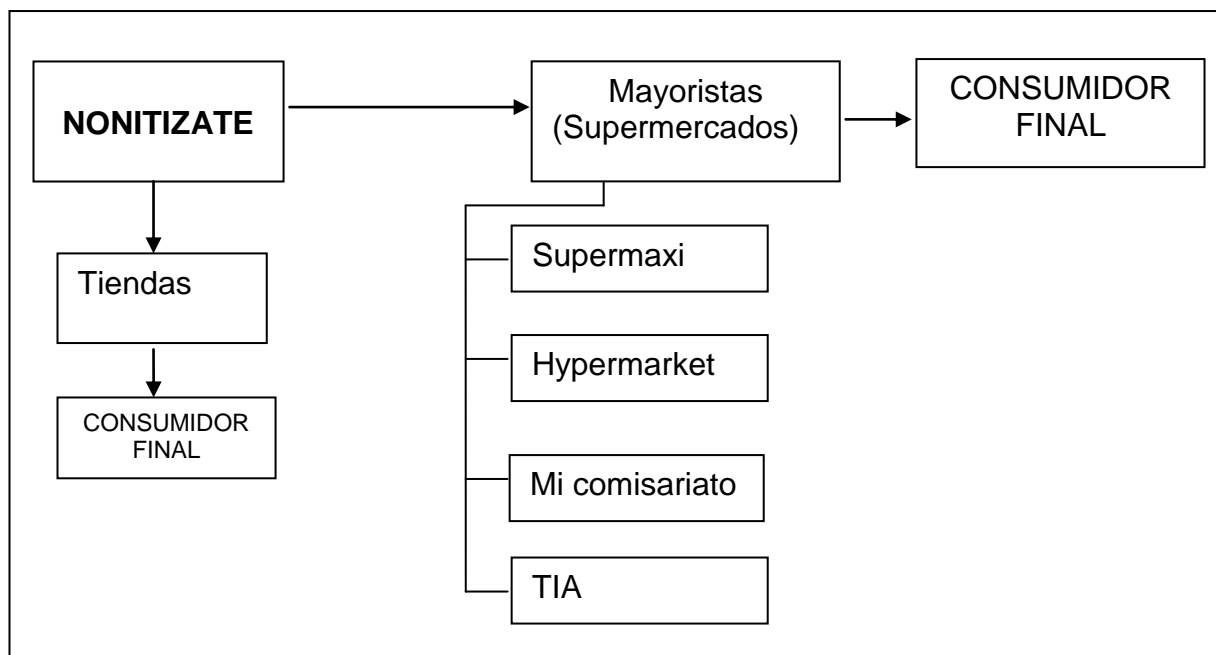 NONITIZATE
Mayoristas
(Supermercados)
CONSUMIDOR
FINAL
Tiendas
CONSUMIDOR
FINAL
Supermaxi
Hypermarket
Mi comisariato
TIA